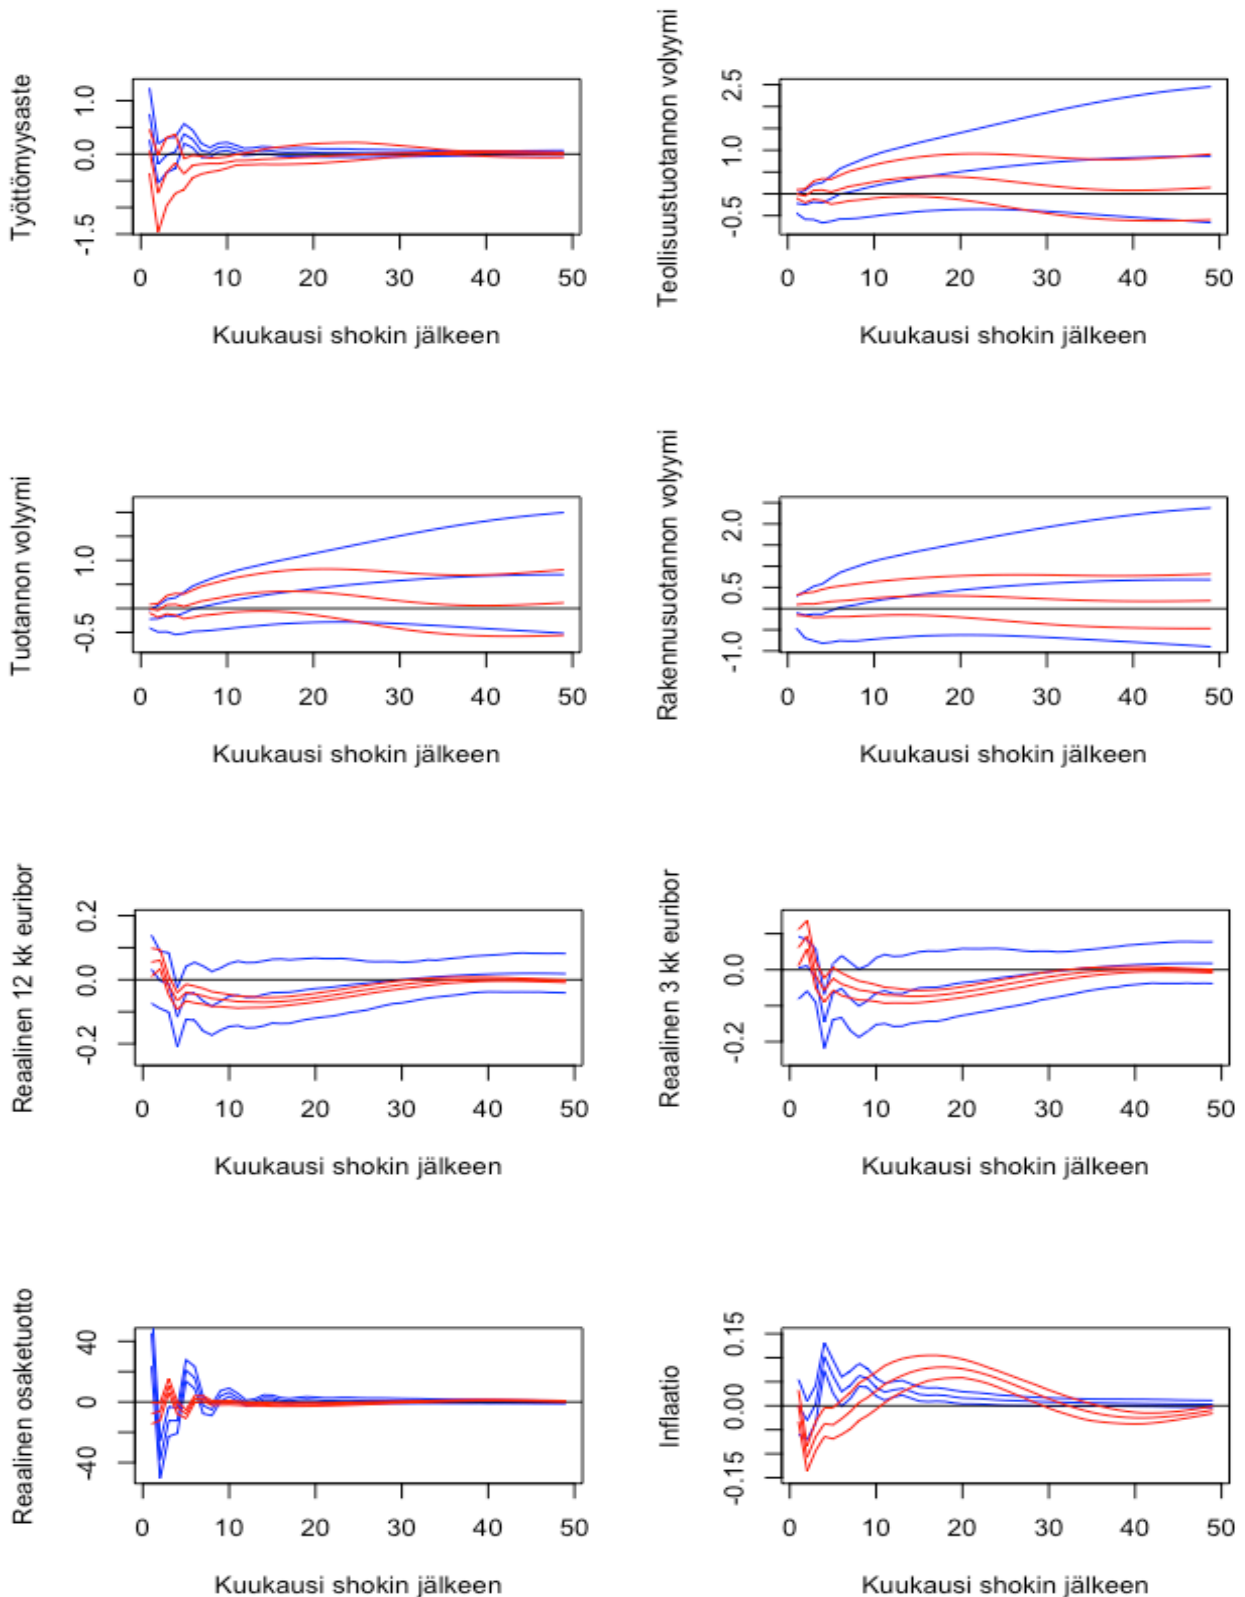 Työttömyysaste
1.0
0.0
-1.5
0 10 20 30 40 50
Kuukausi shokin jälkeen
Teollisuustuotannon volyymi
2.5
1.0
-0.5
0 10 20 30 40 50
Kuukausi shokin jälkeen
Tuotannon volyymi
1.0
-0.5
0 10 20 30 40 50
Kuukausi shokin jälkeen
Rakennusuotannon volyymi
2.0
0.5
-1.0
0 10 20 30 40 50
Kuukausi shokin jälkeen
Reaalinen 12 kk euribor
0.2
0.0
-0.2
0 10 20 30 40 50
Kuukausi shokin jälkeen
Reaalinen 3 kk euribor
0.0
-0.2
0 10 20 30 40 50
Kuukausi shokin jälkeen
Reaalinen osaketuotto
40
0
-40
0 10 20 30 40 50
Kuukausi shokin jälkeen
Inflaatio
0.15
0.00
-0.15
0 10 20 30 40 50
Kuukausi shokin jälkeen